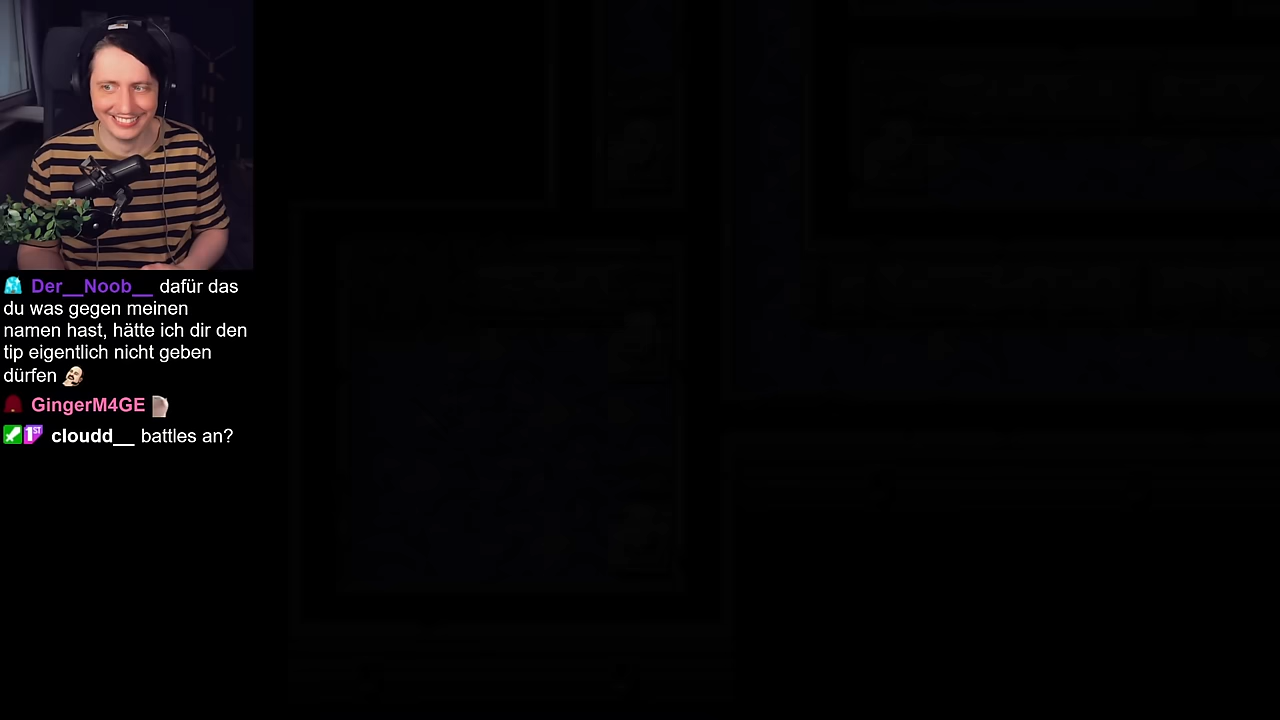 Der__Noob__ dafür das
du was gegen meinen
namen hast, hätte ich dir den
tip eigentlich nicht geben
dürfen
GingerM4GE
1ST cloudd__ battles an?